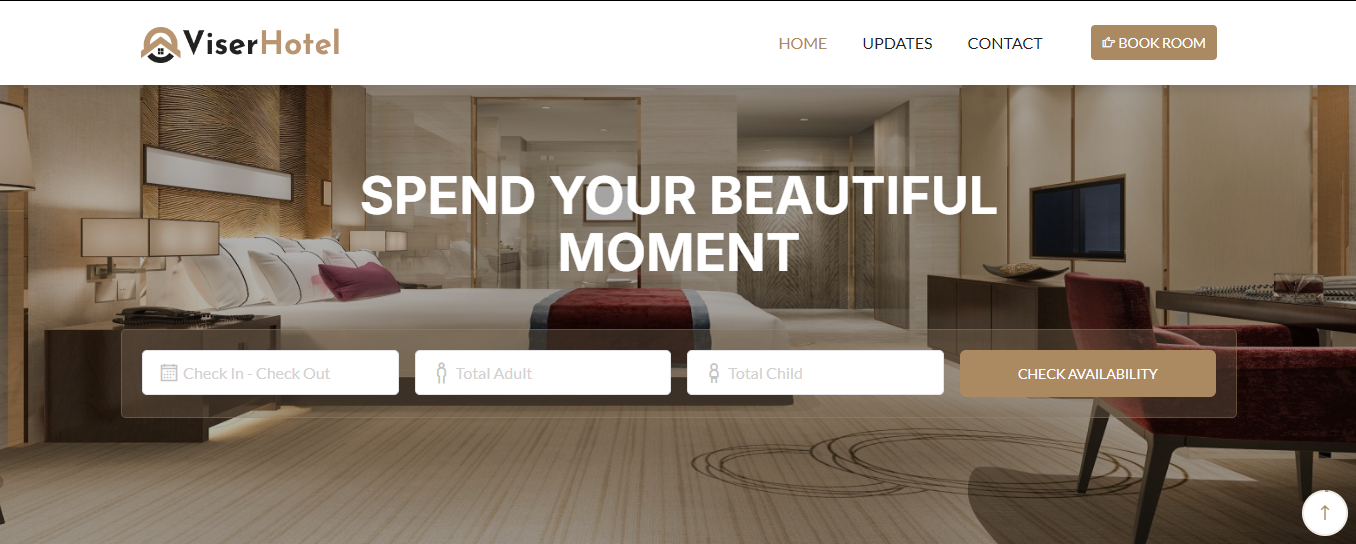 ViserHotel
HOME
UPDATES
CONTACT
BOOK ROOM
SPEND YOUR BEAUTIFUL
MOMENT
Check In - Check Out
Total Adult
Total Child
CHECK AVAILABILITY